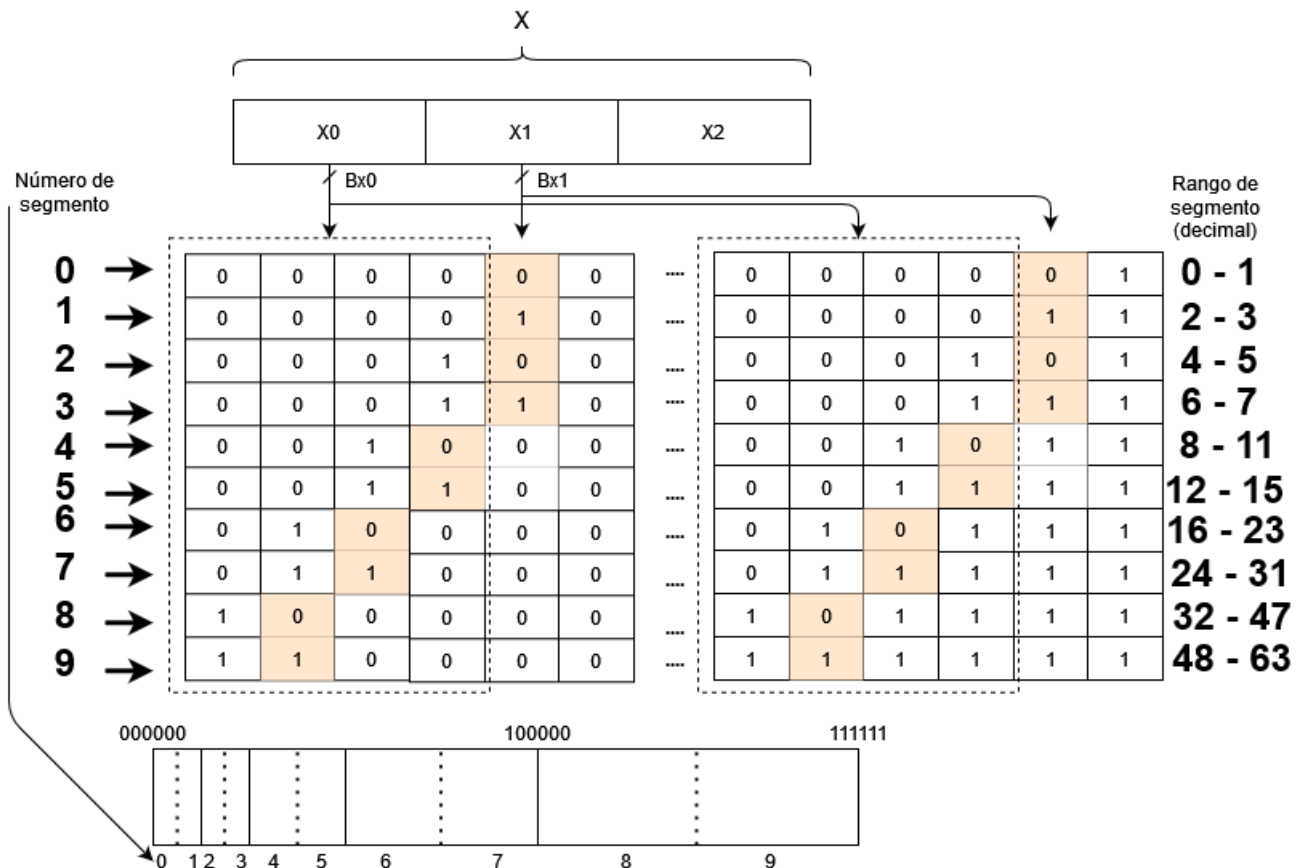 X
X0 X1 X2
Bx0 Bx1
Número de
segmento
Rango de
segmento
(decimal)
0 0 0 0 0 0 0 .... 0 0 0 0 0 1 0 - 1
1 0 0 0 0 1 0 .... 0 0 0 0 1 1 2 - 3
2 0 0 0 1 0 0 .... 0 0 0 1 0 1 4 - 5
3 0 0 0 1 1 0 .... 0 0 0 1 1 1 6 - 7
4 0 0 1 0 0 0 .... 0 0 1 0 1 1 8 - 11
5 0 0 1 1 0 0 .... 0 0 1 1 1 1 12 - 15
6 0 1 0 0 0 0 .... 0 1 0 1 1 1 16 - 23
7 0 1 1 0 0 0 .... 0 1 1 1 1 1 24 - 31
8 1 0 0 0 0 0 .... 1 0 1 1 1 1 32 - 47
9 1 1 0 0 0 0 .... 1 1 1 1 1 1 48 - 63
000000 100000 111111
0 1 2 3 4 5 6 7 8 9